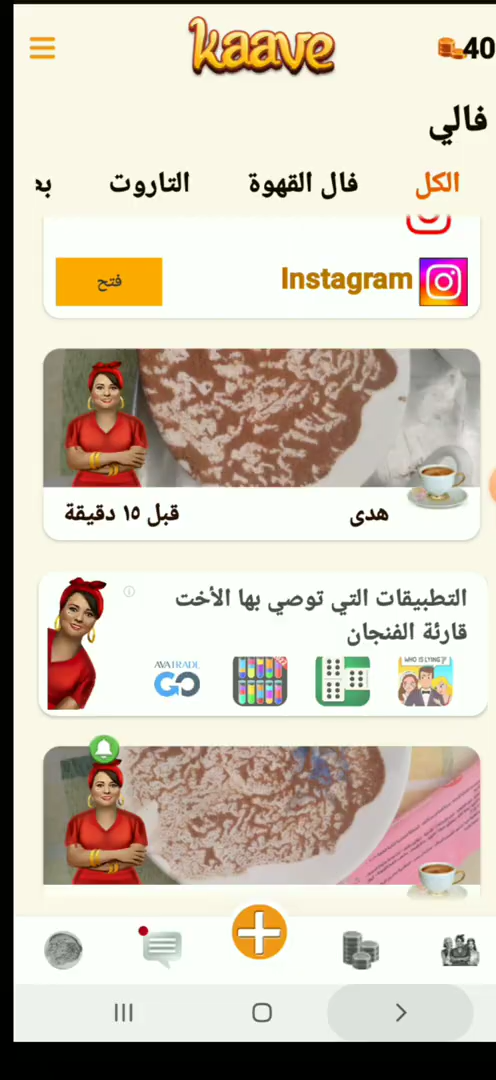 kaave
40
فالي
الكل
فال القهوة
التاروت
Instagram
فتح
هدى
قبل ١٥ دقيقة
التطبيقات التي توصي بها الأخت
قارئة الفنجان
WHO IS LYING?
AVATRADE
GO